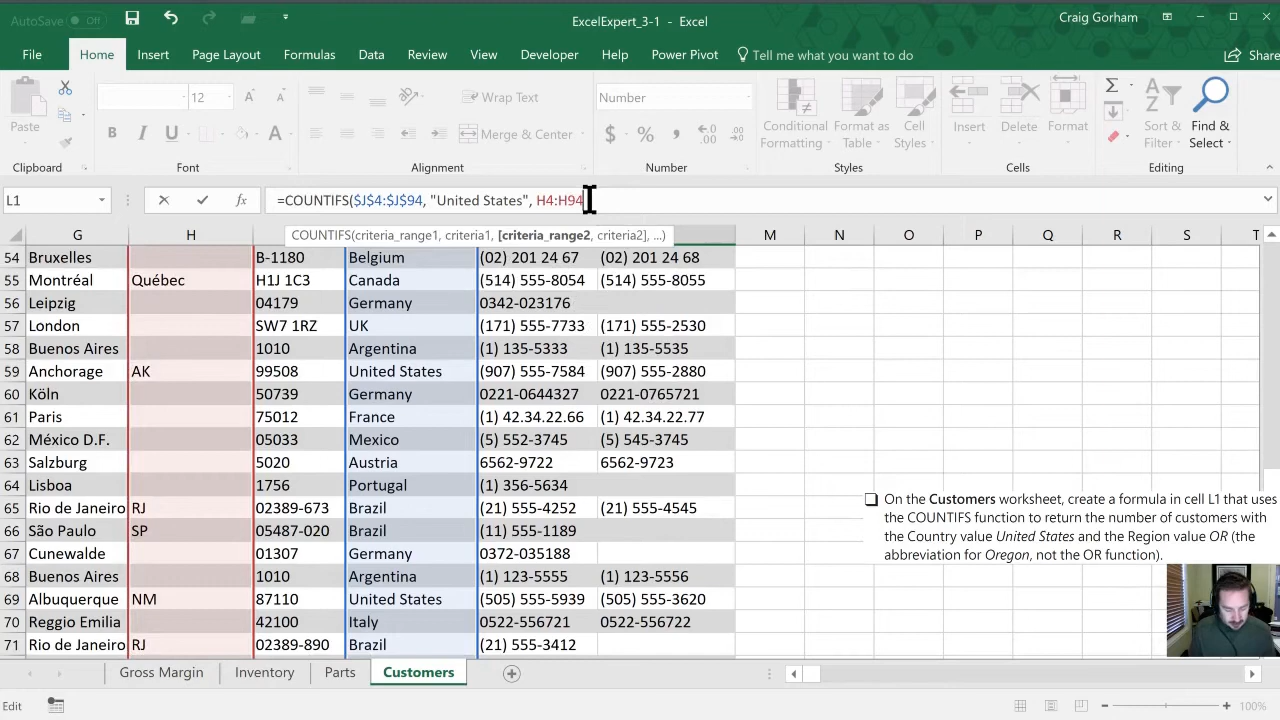 AutoSave Off ExcelExpert_3-1 - Excel Craig Gorham
File Home Insert Page Layout Formulas Data Review View Developer Help Power Pivot Tell me what you want to do Share
Paste 12 A A Wrap Text Number Conditional Formatting Format as Table Cell Styles Insert Delete Format Sort & Filter Find & Select
B I U A Merge & Center $ % ,
Clipboard Font Alignment Number Styles Cells Editing
L1 fx =COUNTIFS($J$4:$J$94, "United States", H4:H94
COUNTIFS(criteria_range1, criteria1, [criteria_range2, criteria2], ...)
G H M N O P Q R S T
54 Bruxelles B-1180 Belgium (02) 201 24 67 (02) 201 24 68
55 Montréal Québec H1J 1C3 Canada (514) 555-8054 (514) 555-8055
56 Leipzig 04179 Germany 0342-023176
57 London SW7 1RZ UK (171) 555-7733 (171) 555-2530
58 Buenos Aires 1010 Argentina (1) 135-5333 (1) 135-5535
59 Anchorage AK 99508 United States (907) 555-7584 (907) 555-2880
60 Köln 50739 Germany 0221-0644327 0221-0765721
61 Paris 75012 France (1) 42.34.22.66 (1) 42.34.22.77
62 México D.F. 05033 Mexico (5) 552-3745 (5) 545-3745
63 Salzburg 5020 Austria 6562-9722 6562-9723
64 Lisboa 1756 Portugal (1) 356-5634
65 Rio de Janeiro RJ 02389-673 Brazil (21) 555-4252 (21) 555-4545
66 São Paulo SP 05487-020 Brazil (11) 555-1189
67 Cunewalde 01307 Germany 0372-035188
68 Buenos Aires 1010 Argentina (1) 123-5555 (1) 123-5556
69 Albuquerque NM 87110 United States (505) 555-5939 (505) 555-3620
70 Reggio Emilia 42100 Italy 0522-556721 0522-556722
71 Rio de Janeiro RJ 02389-890 Brazil (21) 555-3412
On the Customers worksheet, create a formula in cell L1 that uses
the COUNTIFS function to return the number of customers with
the Country value United States and the Region value OR (the
abbreviation for Oregon, not the OR function).
Gross Margin Inventory Parts Customers
Edit 100%